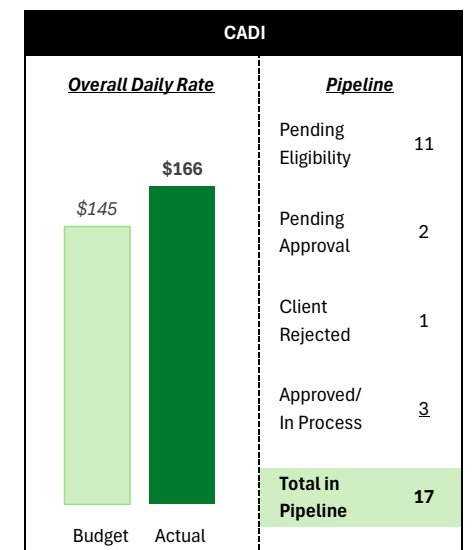 CADI
Overall Daily Rate
$166
$145
Budget Actual
Pipeline
Pending
Eligibility 11
Pending
Approval 2
Client
Rejected 1
Approved/
In Process 3
Total in
Pipeline 17